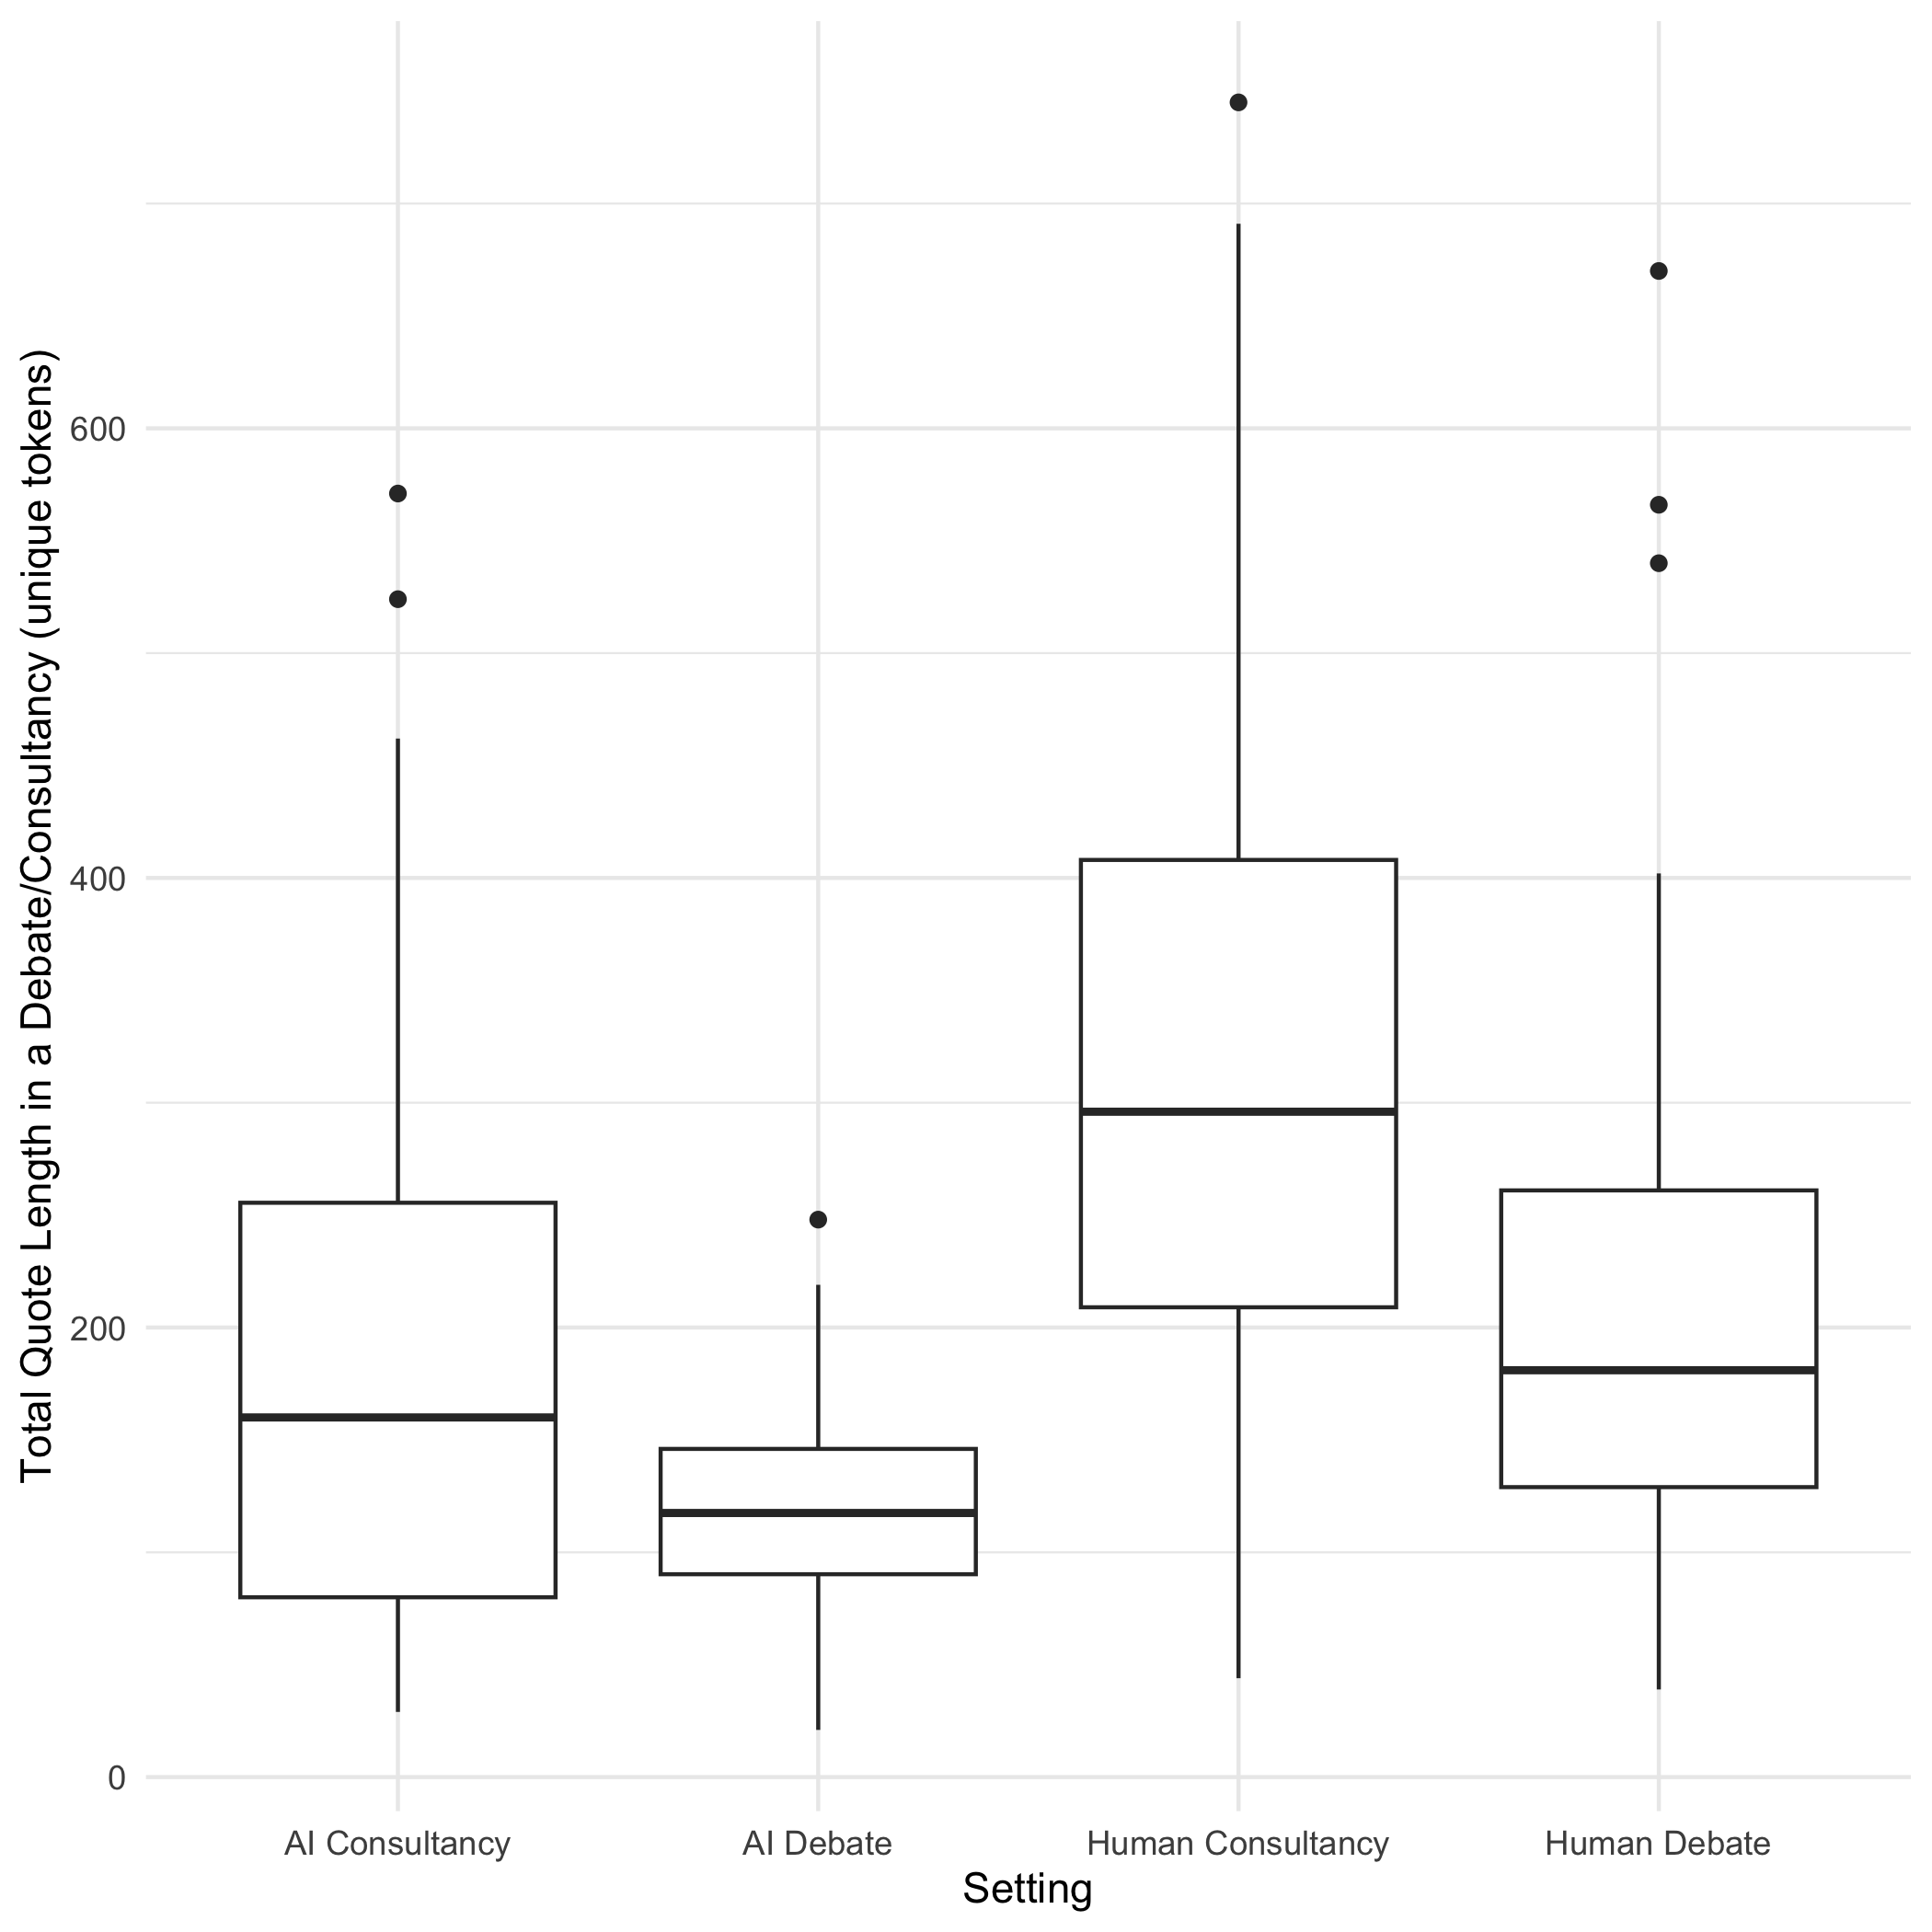 Total Quote Length in a Debate/Consultancy (unique tokens)
600
400
200
0
AI Consultancy
AI Debate
Human Consultancy
Human Debate
Setting